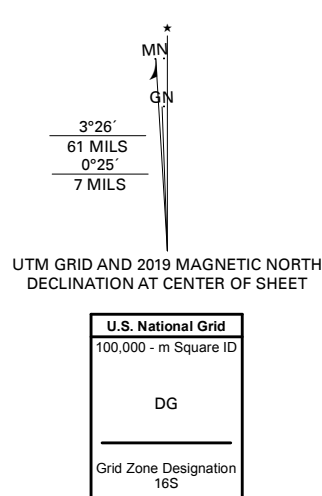 MN
GN
3°26´
61 MILS
0°25´
7 MILS
UTM GRID AND 2019 MAGNETIC NORTH
DECLINATION AT CENTER OF SHEET
U.S. National Grid
100,000 - m Square ID
DG
Grid Zone Designation
16S